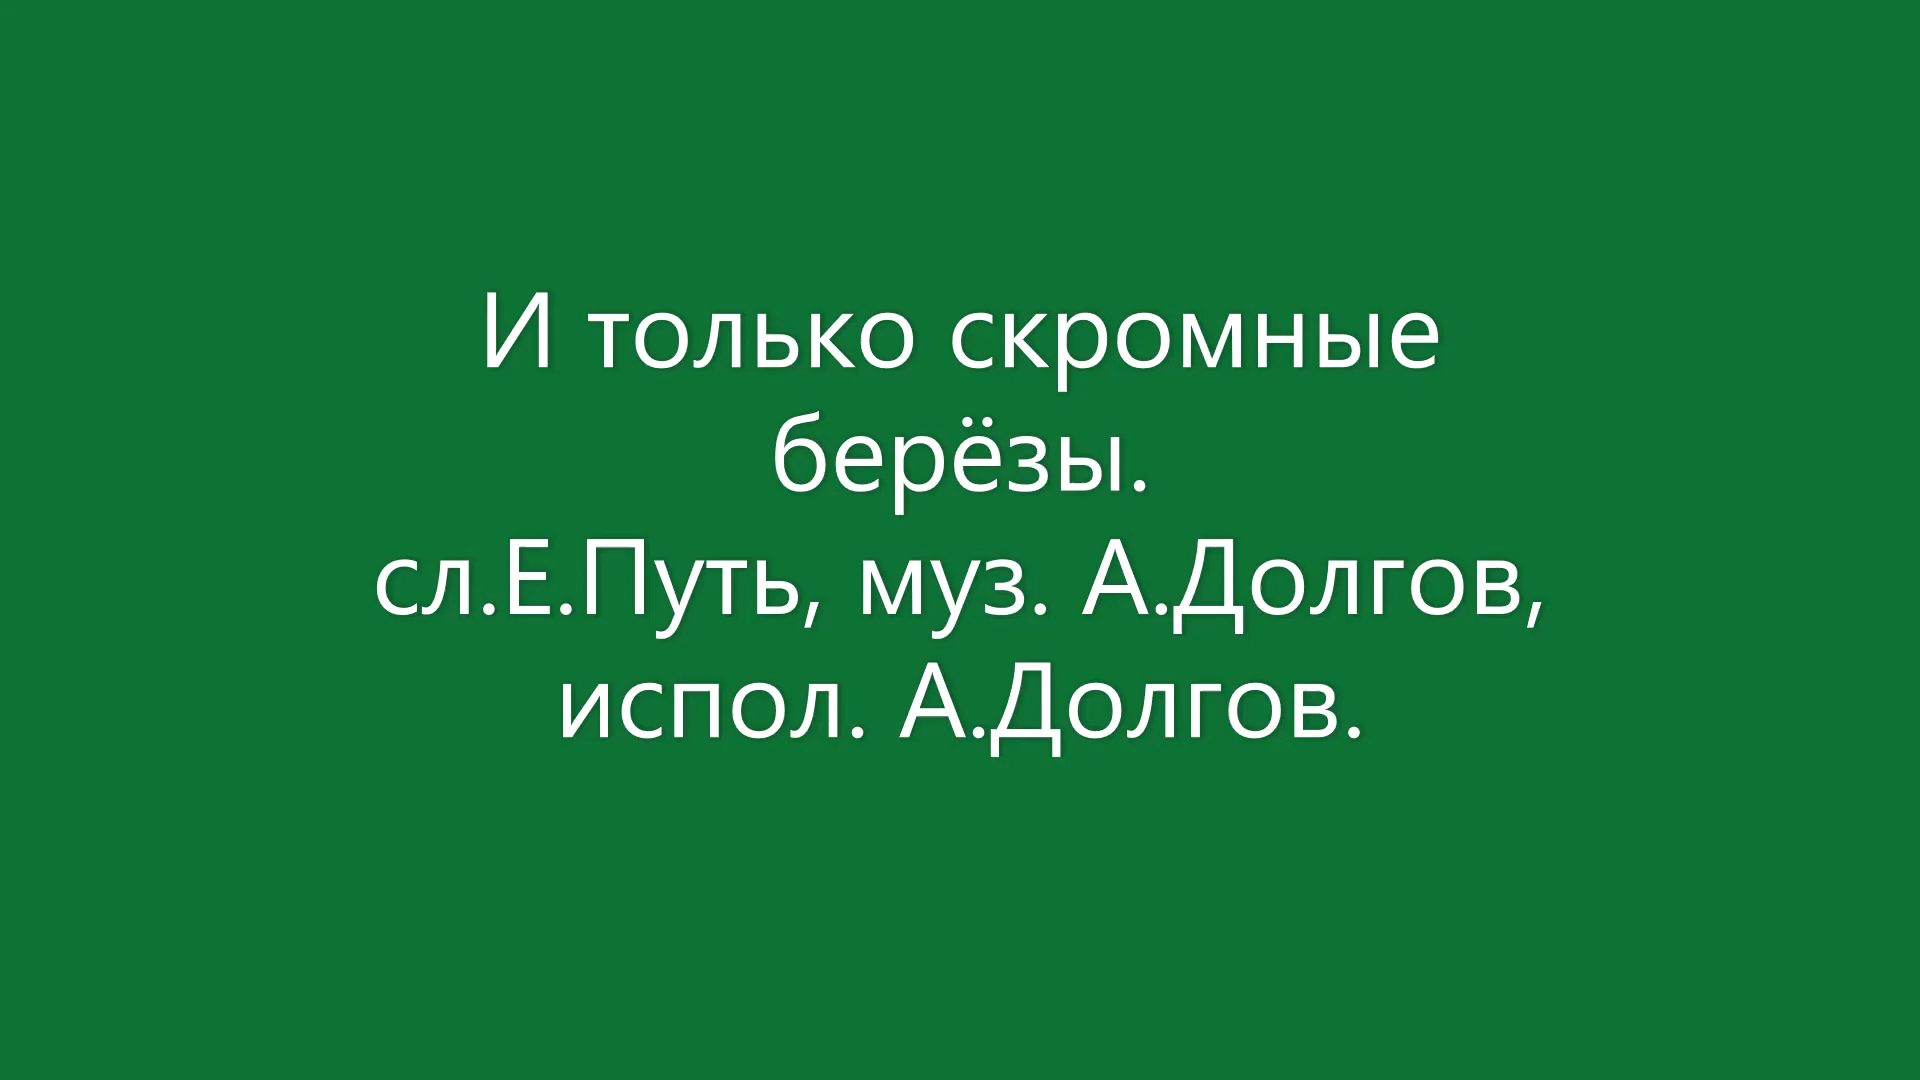 И только скромные
берёзы.
сл.Е.Путь, муз. А.Долгов,
испол. А.Долгов.